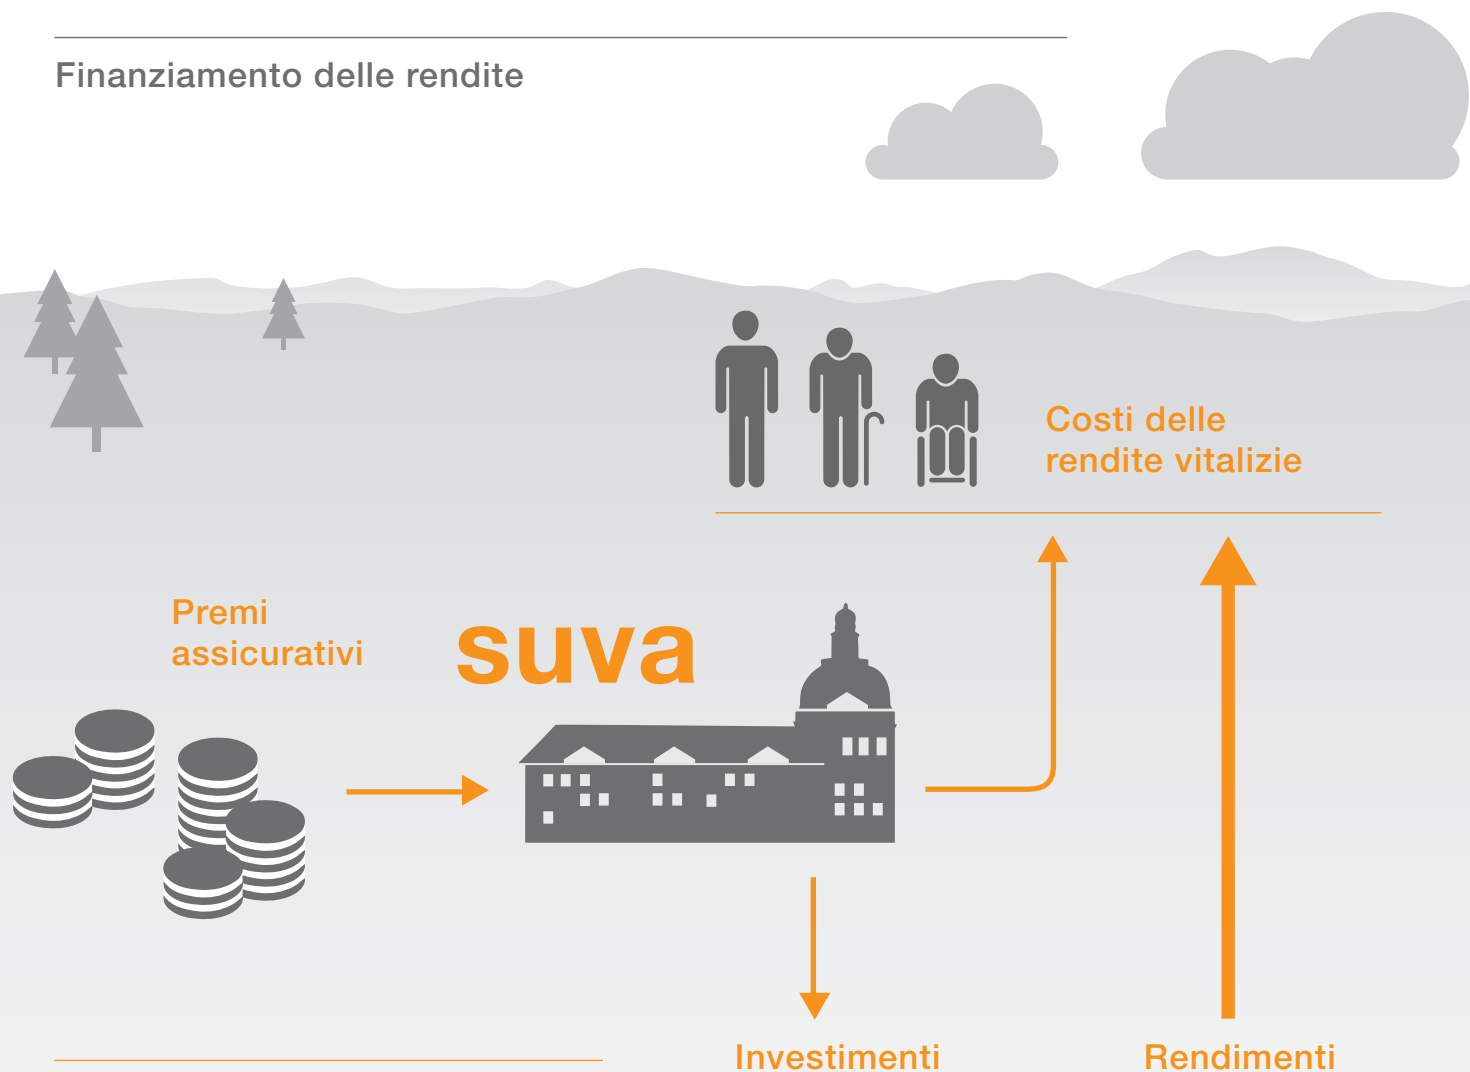 Finanziamento delle rendite
Costi delle
rendite vitalizie
Premi
assicurativi
suva
Investimenti
Rendimenti